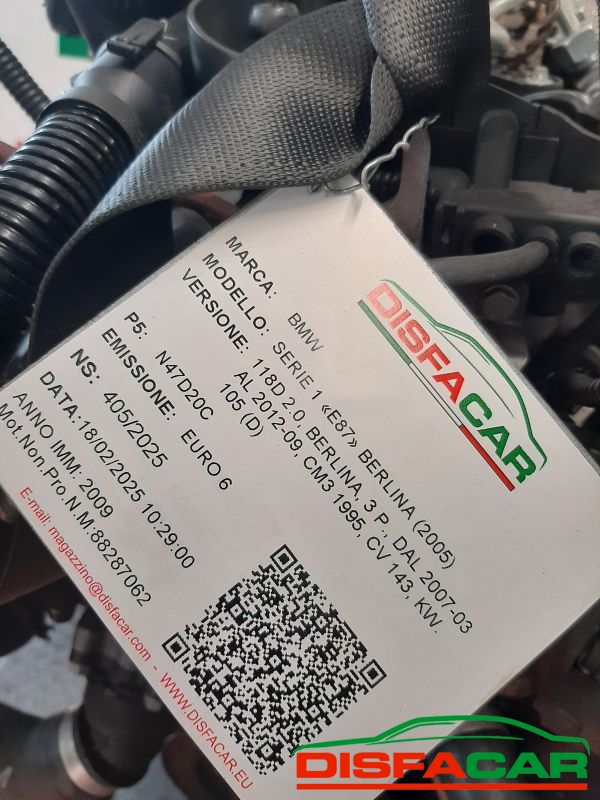 DISFACAR
MARCA: BMW
MODELLO: SERIE 1 «E87» BERLINA (2005)
VERSIONE: 118D 2.0, BERLINA, 3 P., DAL 2007-03
AL 2012-09, CM3 1995, CV 143, KW.
105 (D)
P5: N47D20C
EMISSIONE: EURO 6
NS: 405/2025
DATA:18/02/2025 10:29:00
ANNO IMM: 2009
Mot.Non.Pro.N.M:88287062
E-mail: magazzino@disfacar.com - WWW.DISFACAR.EU
DISFACAR